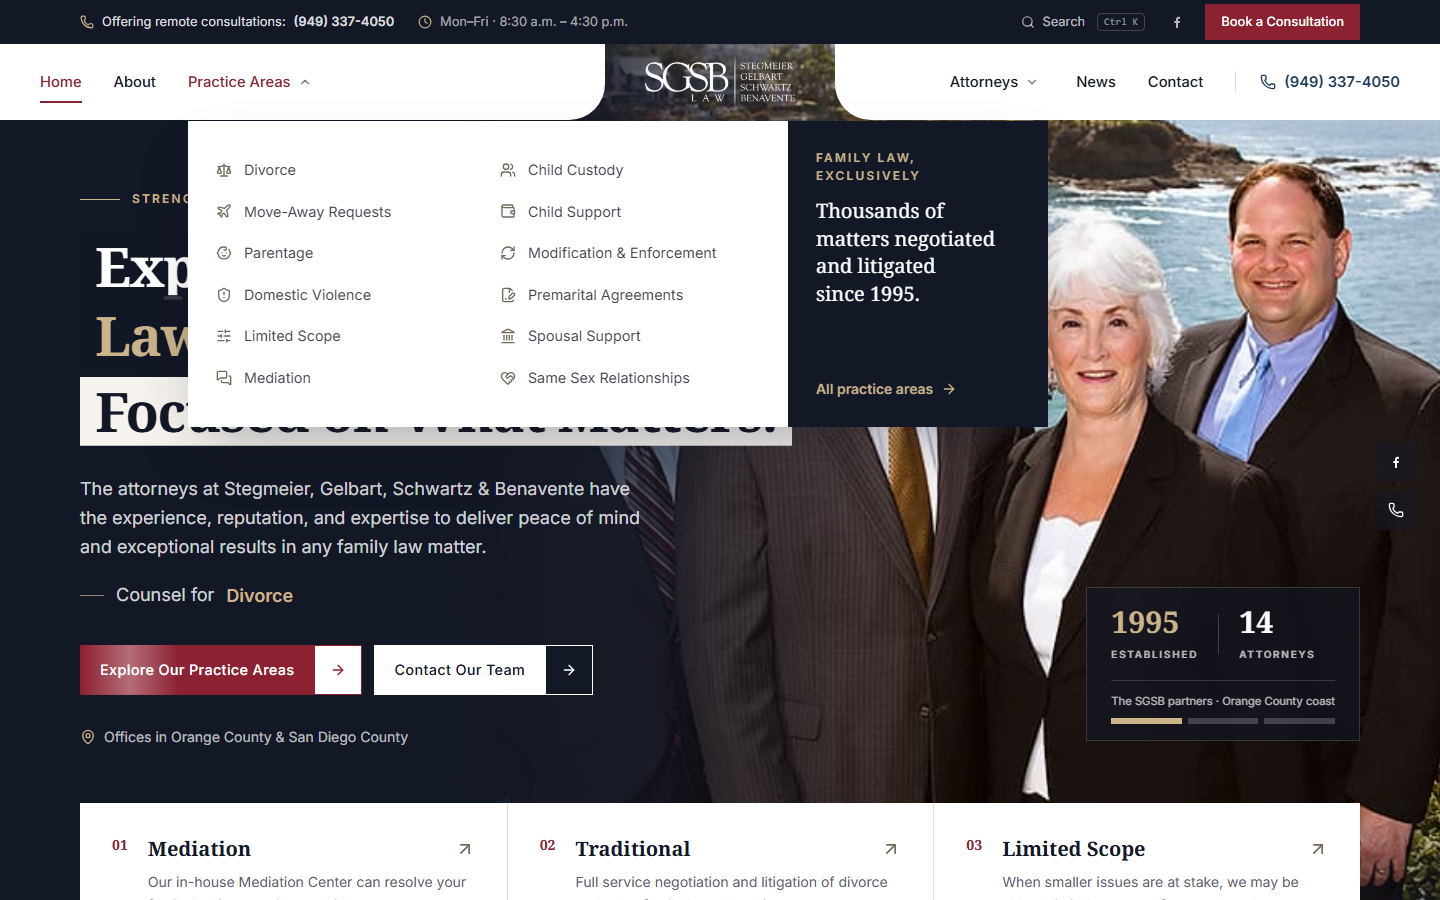 Offering remote consultations: (949) 337-4050
Mon–Fri · 8:30 a.m. – 4:30 p.m.
Search Ctrl K
Book a Consultation
Home About Practice Areas
SGSB LAW
STEGMEIER
GELBART
SCHWARTZ
BENAVENTE
Attorneys News Contact (949) 337-4050
Divorce
Child Custody
Move-Away Requests
Child Support
Parentage
Modification & Enforcement
Domestic Violence
Premarital Agreements
Limited Scope
Spousal Support
Mediation
Same Sex Relationships
FAMILY LAW,
EXCLUSIVELY
Thousands of
matters negotiated
and litigated
since 1995.
All practice areas
Focused on What Matters.
The attorneys at Stegmeier, Gelbart, Schwartz & Benavente have
the experience, reputation, and expertise to deliver peace of mind
and exceptional results in any family law matter.
Counsel for Divorce
Explore Our Practice Areas
Contact Our Team
Offices in Orange County & San Diego County
1995
ESTABLISHED
14
ATTORNEYS
The SGSB partners · Orange County coast
01 Mediation
Our in-house Mediation Center can resolve your
02 Traditional
Full service negotiation and litigation of divorce
03 Limited Scope
When smaller issues are at stake, we may be